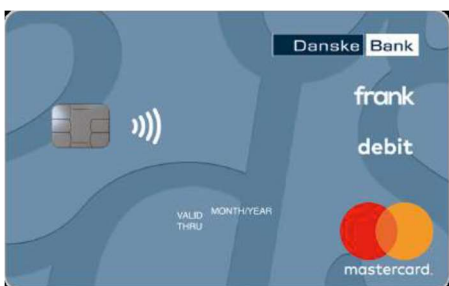 Danske Bank
frank
debit
VALID THRU MONTH/YEAR
mastercard.